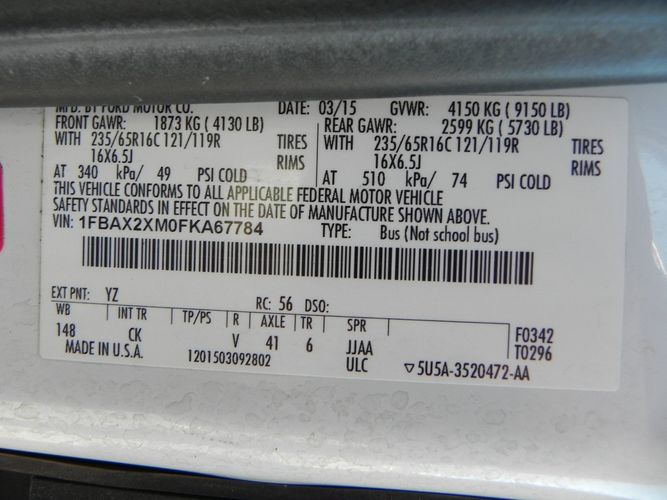 MFD. BY FORD MOTOR CO. DATE: 03/15 GVWR: 4150 KG ( 9150 LB)
FRONT GAWR: 1873 KG ( 4130 LB) REAR GAWR: 2599 KG ( 5730 LB)
WITH 235/65R16C 121/119R TIRES WITH 235/65R16C 121/119R TIRES
16X6.5J RIMS 16X6.5J RIMS
AT 340 kPa/ 49 PSI COLD AT 510 kPa/ 74 PSI COLD
THIS VEHICLE CONFORMS TO ALL APPLICABLE FEDERAL MOTOR VEHICLE
SAFETY STANDARDS IN EFFECT ON THE DATE OF MANUFACTURE SHOWN ABOVE.
VIN: 1FBAX2XM0FKA67784 TYPE: Bus (Not school bus)
EXT PNT: YZ RC: 56 DSO:
WB INT TR TP/PS R AXLE TR SPR F0342
148 CK V 41 6 JJAA T0296
MADE IN U.S.A. 1201503092802 ULC ▽5U5A-3520472-AA